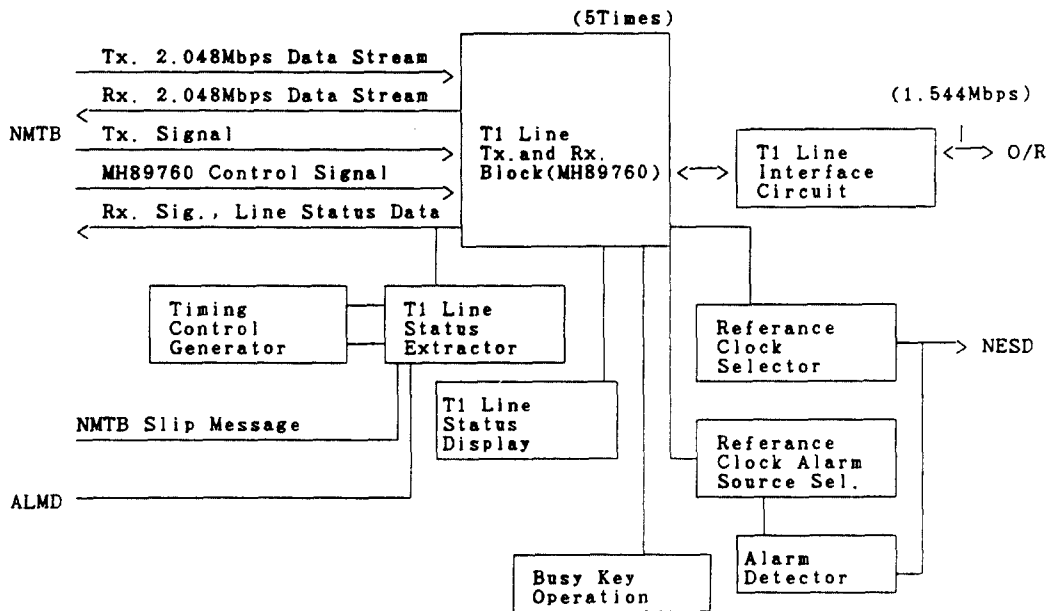 (5Times)
Tx. 2.048Mbps Data Stream
Rx. 2.048Mbps Data Stream
NMTB
Tx. Signal
MH89760 Control Signal
Rx. Sig., Line Status Data
T1 Line
Tx.and Rx.
Block(MH89760)
(1.544Mbps)
T1 Line
Interface
Circuit
O/R
Timing
Control
Generator
T1 Line
Status
Extractor
Referance
Clock
Selector
NESD
NMTB Slip Message
T1 Line
Status
Display
Referance
Clock Alarm
Source Sel.
ALMD
Alarm
Detector
Busy Key
Operation